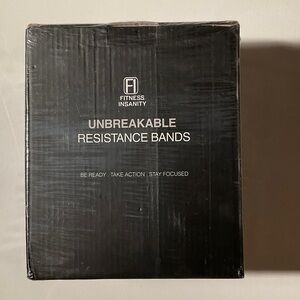 FI
FITNESS
INSANITY
UNBREAKABLE
RESISTANCE BANDS
BE READY . TAKE ACTION . STAY FOCUSED